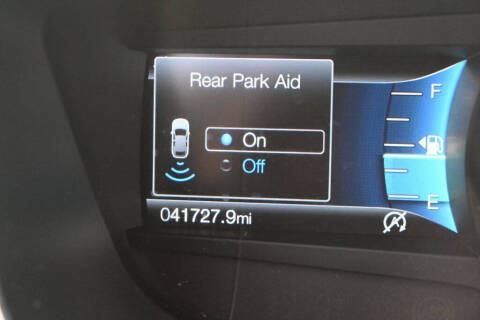 Rear Park Aid
On
Off
F
E
041727.9mi
A